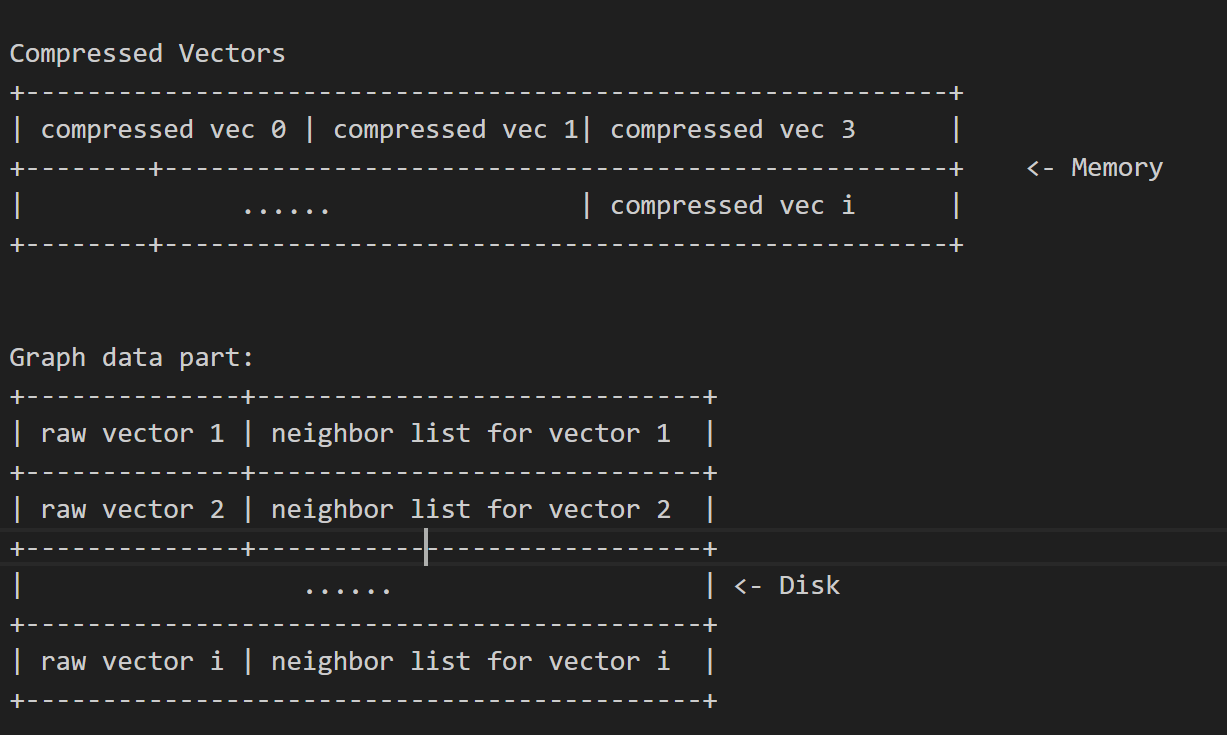 Compressed Vectors
+------------------------------------------------------------+
| compressed vec 0 | compressed vec 1| compressed vec 3      |
+--------+---------------------------------------------------+    <- Memory
|              ......                | compressed vec i      |
+--------+---------------------------------------------------+
Graph data part:
+--------------+-----------------------------+
| raw vector 1 | neighbor list for vector 1  |
+--------------+-----------------------------+
| raw vector 2 | neighbor list for vector 2  |
+--------------+-----------------------------+
|                  ......                    | <- Disk
+--------------------------------------------+
| raw vector i | neighbor list for vector i  |
+--------------------------------------------+